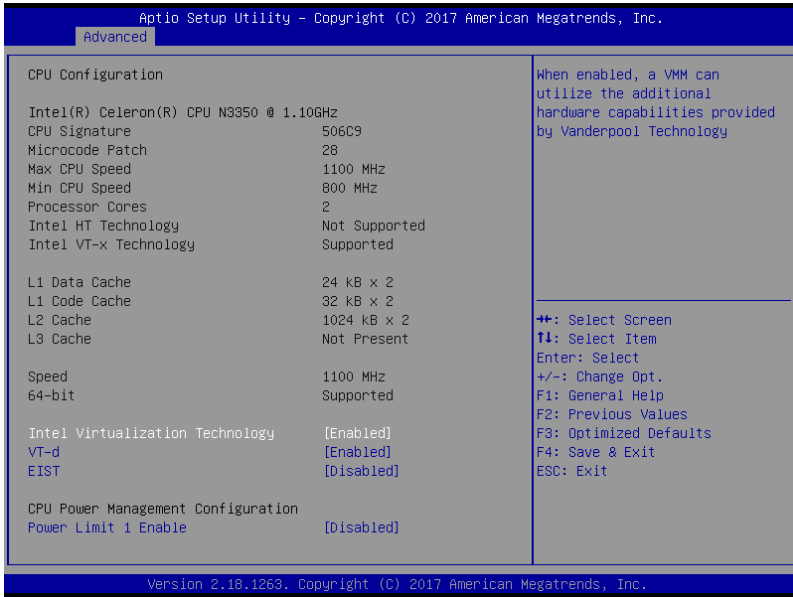 Aptio Setup Utility – Copyright (C) 2017 American Megatrends, Inc.
Advanced
CPU Configuration
Intel(R) Celeron(R) CPU N3350 @ 1.10GHz
CPU Signature 506C9
Microcode Patch 28
Max CPU Speed 1100 MHz
Min CPU Speed 800 MHz
Processor Cores 2
Intel HT Technology Not Supported
Intel VT-x Technology Supported
L1 Data Cache 24 kB x 2
L1 Code Cache 32 kB x 2
L2 Cache 1024 kB x 2
L3 Cache Not Present
Speed 1100 MHz
64-bit Supported
Intel Virtualization Technology [Enabled]
VT-d [Enabled]
EIST [Disabled]
CPU Power Management Configuration
Power Limit 1 Enable [Disabled]
When enabled, a VMM can
utilize the additional
hardware capabilities provided
by Vanderpool Technology
→←: Select Screen
↑↓: Select Item
Enter: Select
+/-: Change Opt.
F1: General Help
F2: Previous Values
F3: Optimized Defaults
F4: Save & Exit
ESC: Exit
Version 2.18.1263. Copyright (C) 2017 American Megatrends, Inc.